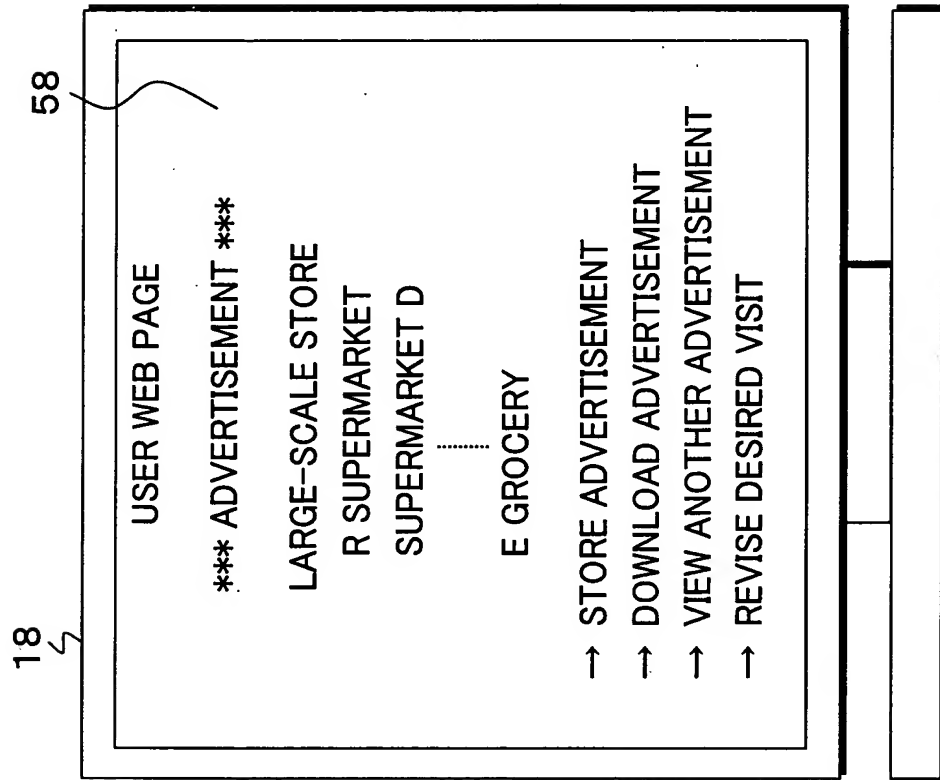 18
58
USER WEB PAGE
*** ADVERTISEMENT ***
LARGE-SCALE STORE
R SUPERMARKET
SUPERMARKET D
.........
E GROCERY
→ STORE ADVERTISEMENT
→ DOWNLOAD ADVERTISEMENT
→ VIEW ANOTHER ADVERTISEMENT
→ REVISE DESIRED VISIT